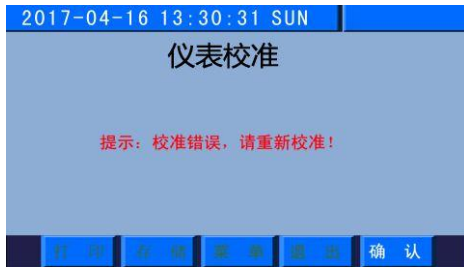 2017-04-16 13:30:31 SUN
仪表校准
提示：校准错误，请重新校准！
打 印 存 储 菜 单 退 出 确 认